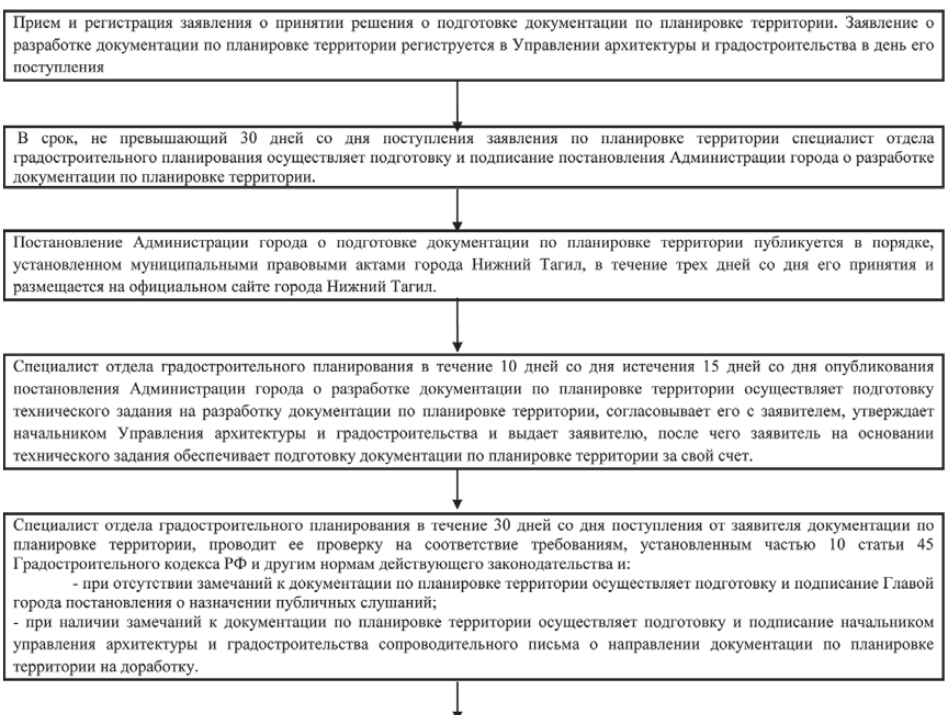 Прием и регистрация заявления о принятии решения о подготовке документации по планировке территории. Заявление о
разработке документации по планировке территории региструется в Управлении архитектуры и градостроительства в день его
поступления
В срок, не превышающий 30 дней со дня поступления заявления по планировке территории специалист отдела
градостроительного планирования осуществляет подготовку и подписание постановления Администрации города о разработке
документации по планировке территории.
Постановление Администрации города о подготовке документации по планировке территории публикуется в порядке,
установленном муниципальными правовыми актами города Нижний Тагил, в течение трех дней со дня его принятия и
размещается на официальном сайте города Нижний Тагил.
Специалист отдела градостроительного планирования в течение 10 дней со дня истечения 15 дней со дня опубликования
постановления Администрации города о разработке документации по планировке территории осуществляет подготовку
технического задания на разработку документации по планировке территории, согласовывает его с заявителем, утверждает
начальником Управления архитектуры и градостроительства и выдает заявителю, после чего заявитель на основании
технического задания обеспечивает подготовку документации по планировке территории за свой счет.
Специалист отдела градостроительного планирования в течение 30 дней со дня поступления от заявителя документации по
планировке территории, проводит ее проверку на соответствие требованиям, установленным частью 10 статьи 45
Градостроительного кодекса РФ и другим нормам действующего законодательства и:
- при отсутствии замечаний к документации по планировке территории осуществляет подготовку и подписание Главой
города постановления о назначении публичных слушаний;
- при наличии замечаний к документации по планировке территории осуществляет подготовку и подписание начальником
управления архитектуры и градостроительства сопроводительного письма о направлении документации по планировке
территории на доработку.